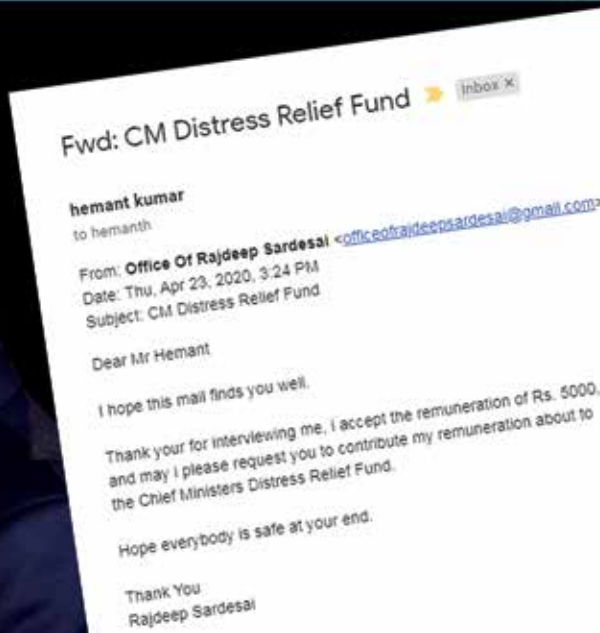 Fwd: CM Distress Relief Fund
Inbox ×
hemant kumar
to hemanth
From: Office Of Rajdeep Sardesai <officeofrajdeepsardesai@gmail.com>
Date: Thu, Apr 23, 2020, 3:24 PM
Subject: CM Distress Relief Fund
Dear Mr Hemant
I hope this mail finds you well.
Thank your for interviewing me, I accept the remuneration of Rs. 5000,
and may I please request you to contribute my remuneration about to
the Chief Ministers Distress Relief Fund.
Hope everybody is safe at your end.
Thank You
Rajdeep Sardesai